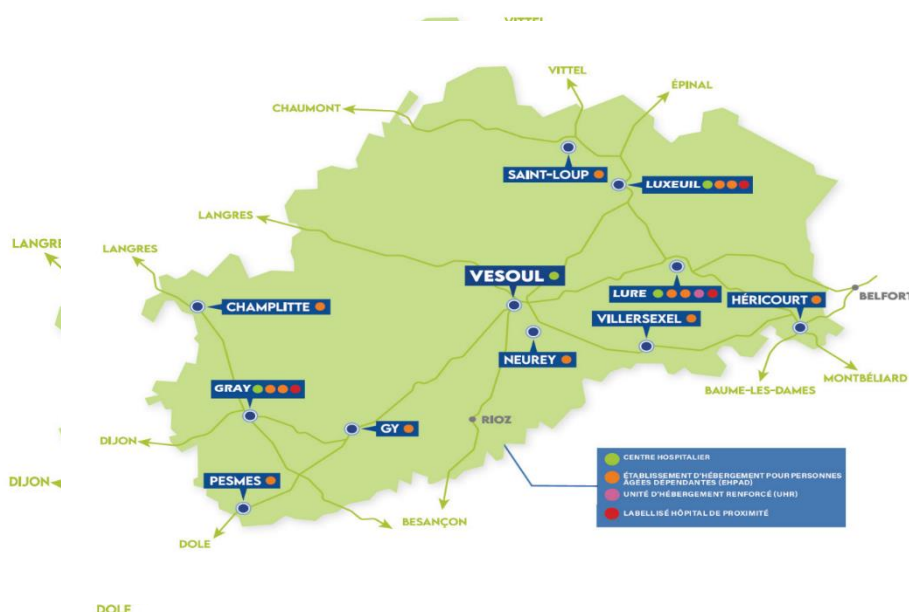 VITTEL
VITTEL
ÉPINAL
CHAUMONT
SAINT-LOUP
LUXEUIL
LANGRES
LANGRE
LANGRES
VESOUL
LURE
HÉRICOURT
BELFORT
CHAMPLITTE
VILLERSEXEL
NEUREY
MONTBÉLIARD
BAUME-LES-DAMES
GRAY
RIOZ
GY
DIJON
DIJON
PESMES
BESANÇON
DOLE
CENTRE HOSPITALIER
ÉTABLISSEMENT D'HÉBERGEMENT POUR PERSONNES
ÂGÉES DÉPENDANTES (EHPAD)
UNITÉ D'HÉBERGEMENT RENFORCÉ (UHR)
LABELLISÉ HÔPITAL DE PROXIMITÉ
DOLE